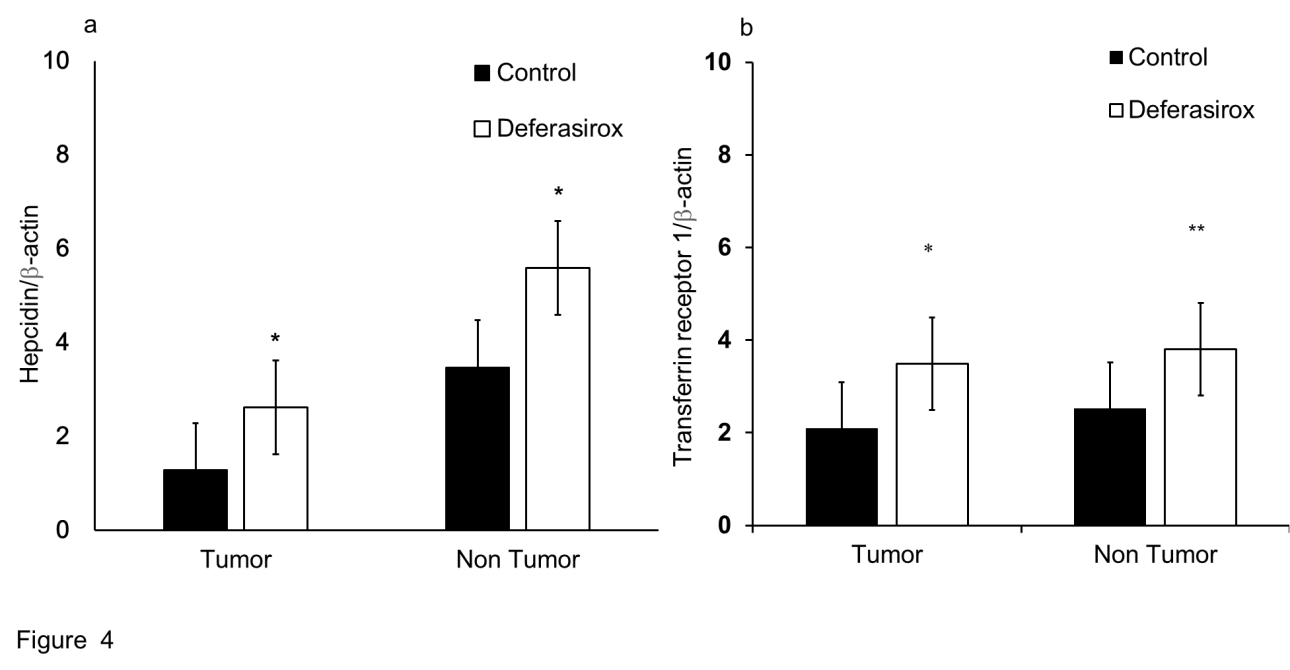 a
10
8
6
4
2
0
Hepcidin/β-actin
Control
Deferasirox
*
*
Tumor
Non Tumor
b
10
8
6
4
2
0
Transferrin receptor 1/β-actin
Control
Deferasirox
*
**
Tumor
Non Tumor
Figure 4